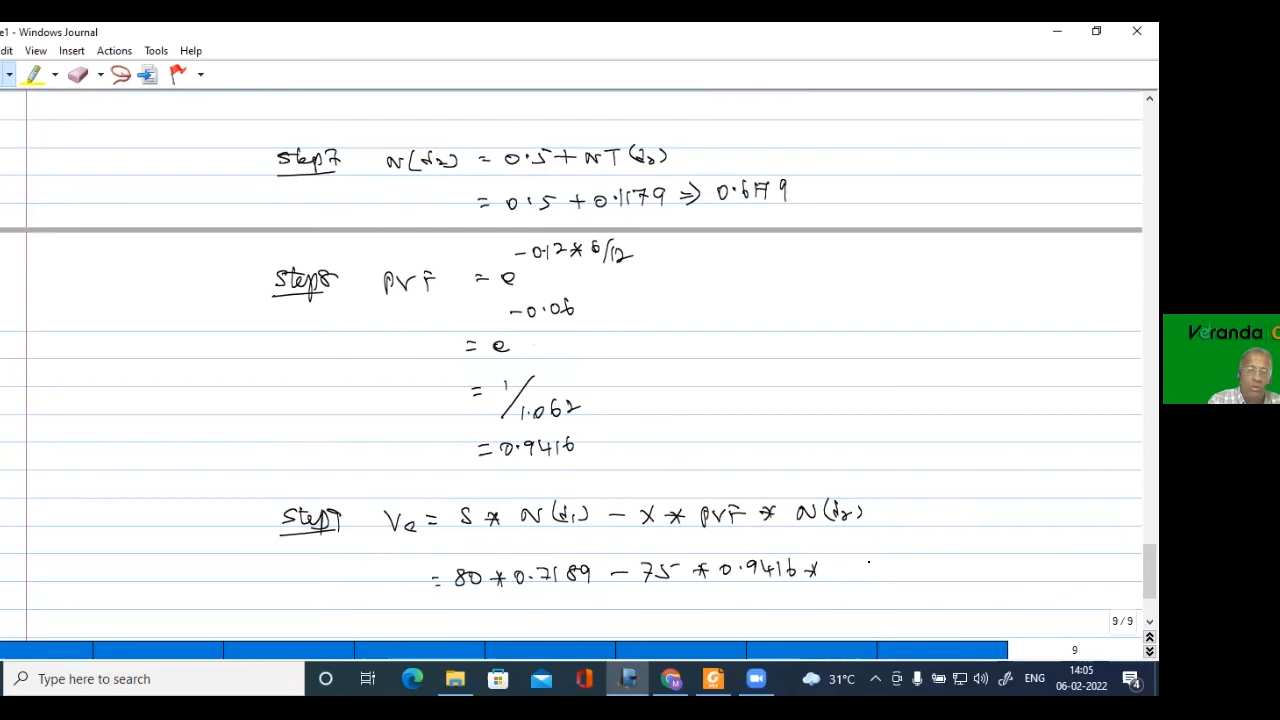 e1 - Windows Journal
dit View Insert Actions Tools Help
Step7 N(d2) = 0.5 + NT(d2)
= 0.5 + 0.1179 ⇒ 0.6179
-0.12*6/12
Step8 PVF = e
-0.06
= e
= 1/1.062
= 0.9416
Step9 Vc = S * N(d1) - X * PVF * N(d2)
= 80 * 0.7189 - 75 * 0.9416 *
9 / 9
9
Veranda
Type here to search
31°C
ENG
14:05
06-02-2022
4